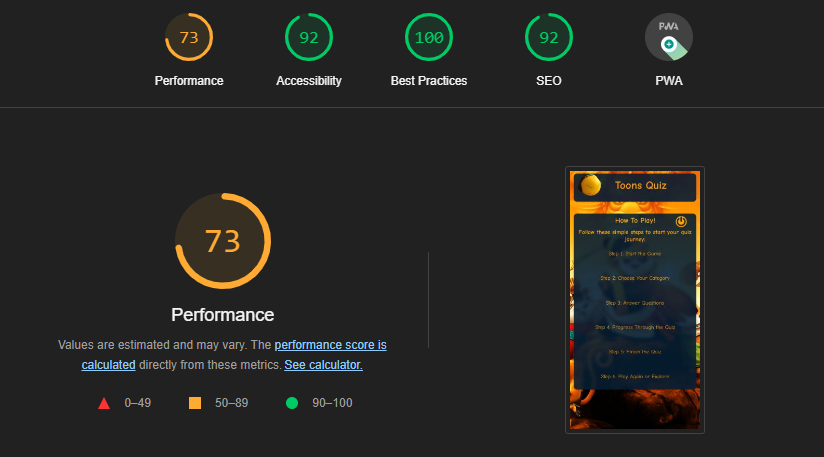 73
92
100
92
PWA
Performance
Accessibility
Best Practices
SEO
PWA
73
Performance
Values are estimated and may vary. The performance score is
calculated directly from these metrics. See calculator.
0–49
50–89
90–100
Toons Quiz
How To Play!
Follow these simple steps to start your quiz
journey:
Step 1: Start the Game
Step 2: Choose Your Category
Step 3: Answer Questions
Step 4: Progress Through the Quiz
Step 5: Finish the Quiz
Step 6: Play Again or Explore